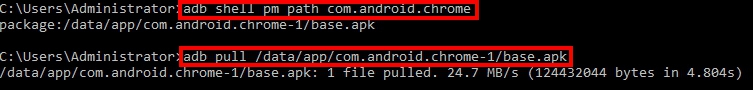 C:\Users\Administrator>adb shell pm path com.android.chrome
package:/data/app/com.android.chrome-1/base.apk
C:\Users\Administrator>adb pull /data/app/com.android.chrome-1/base.apk
/data/app/com.android.chrome-1/base.apk: 1 file pulled. 24.7 MB/s (124432044 bytes in 4.804s)